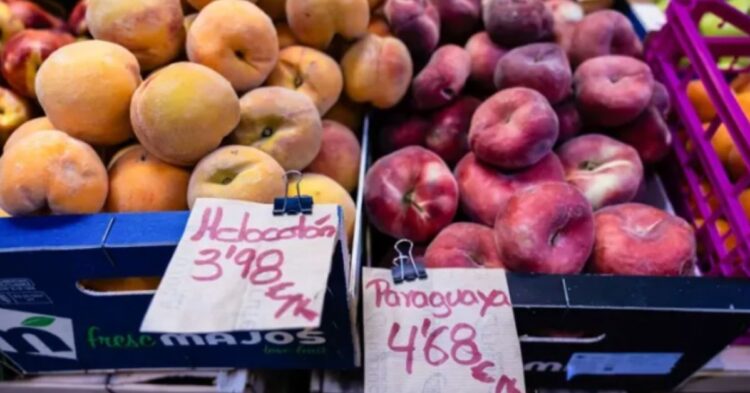 Melocotón
3'98
€/K
Paraguaya
4'68
€/K
m
fresc
MAJOS